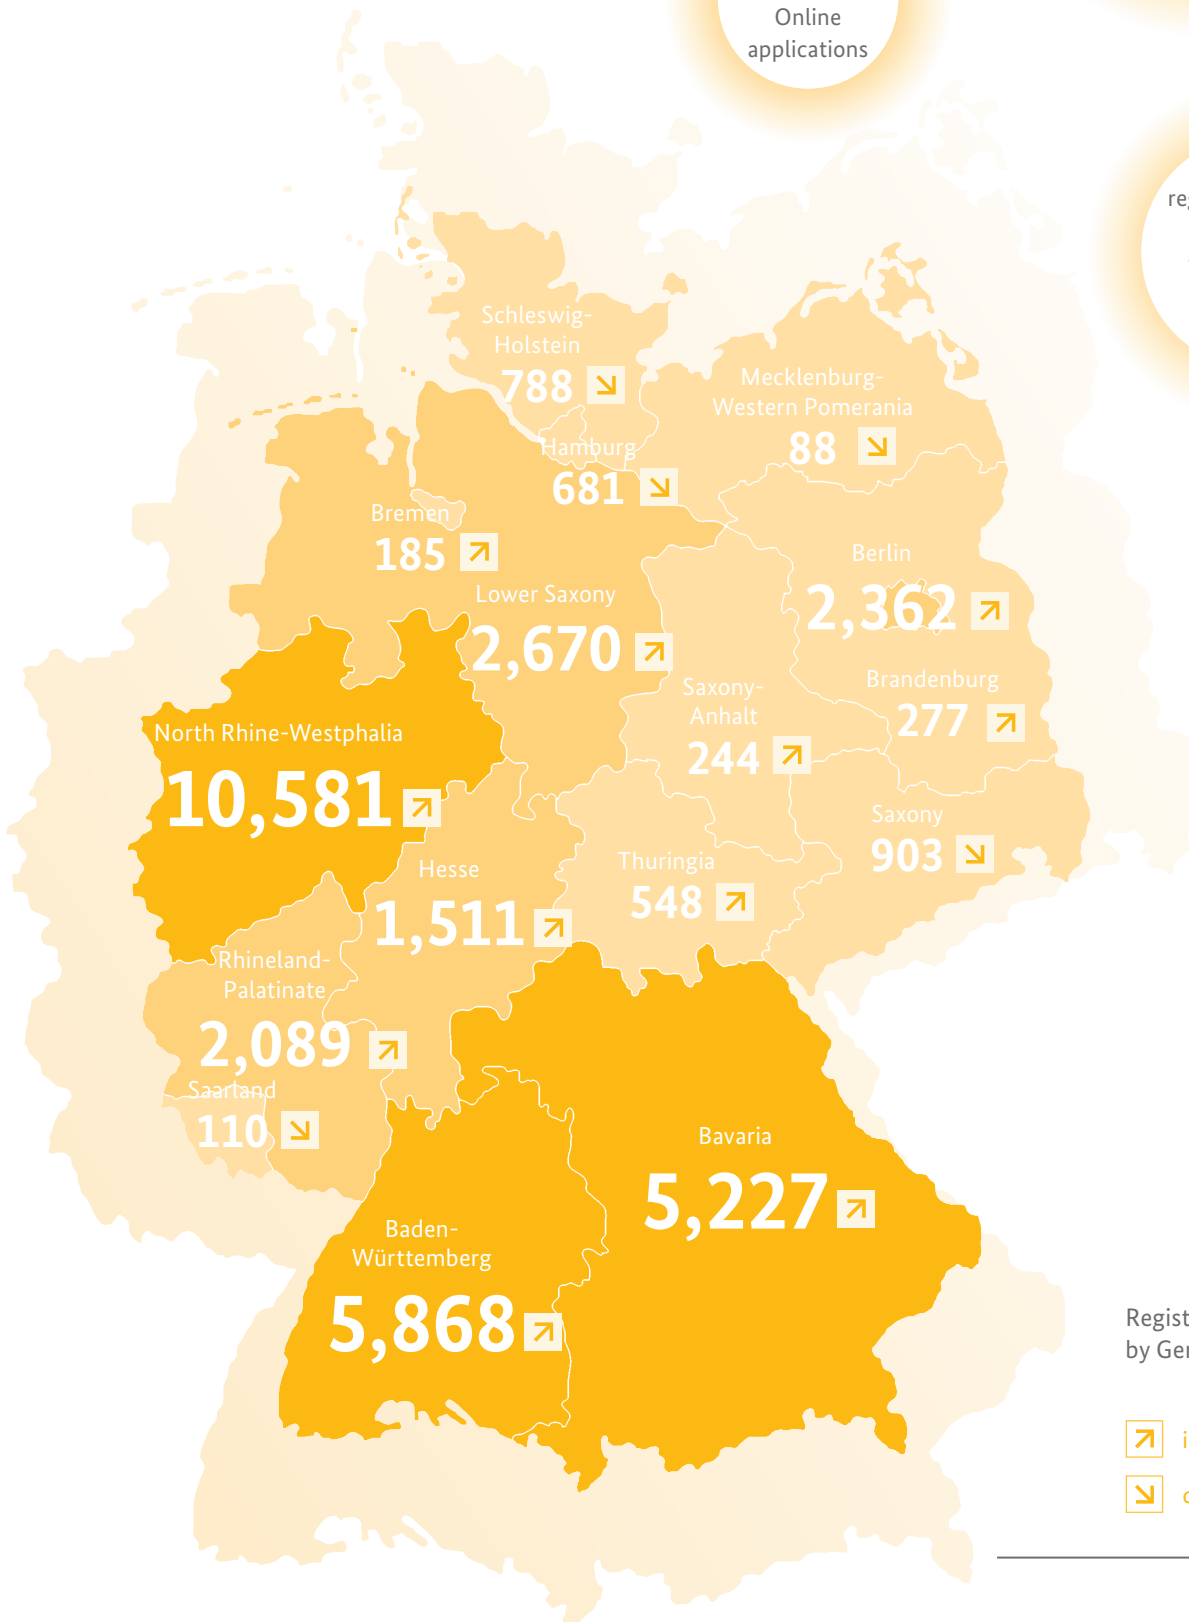 Online
applications
Schleswig-
Holstein
788
Mecklenburg-
Western Pomerania
88
Hamburg
681
Bremen
185
Berlin
2,362
Lower Saxony
2,670
Brandenburg
277
Saxony-
Anhalt
244
North Rhine-Westphalia
10,581
Saxony
903
Hesse
1,511
Thuringia
548
Rhineland-
Palatinate
2,089
Saarland
110
Bavaria
5,227
Baden-
Württemberg
5,868
by